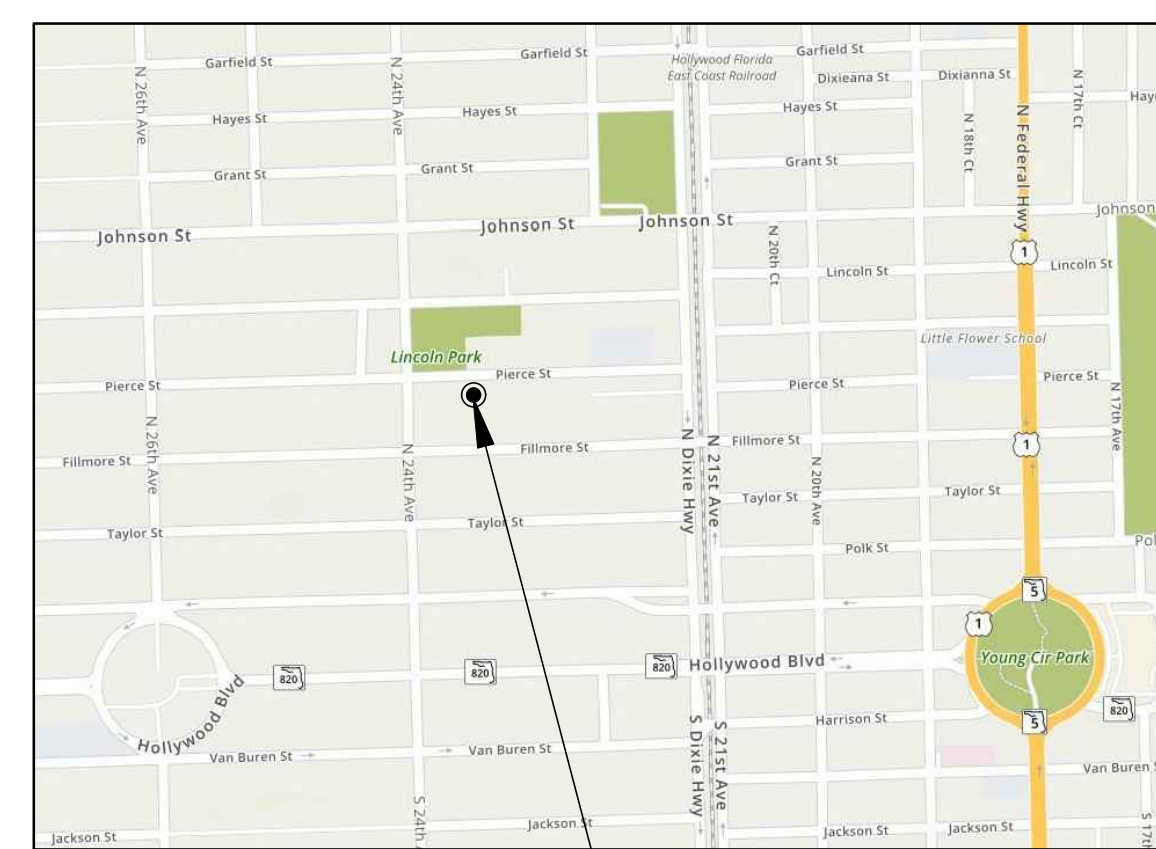 Garfield St
Garfield St
Garfield St
Hollywood Florida
East Coast Railroad
Dixieana St
Dixianna St
N 26th Ave
N 24th Ave
N 17th Ct
Hayes St
Hayes St
Hayes St
N Federal Hwy
N 18th Ct
Grant St
Grant St
Grant St
Johnson St
Johnson St
Johnson St
Johnson
N 20th Ct
1
Lincoln St
Lincoln St
Little Flower School
Lincoln Park
Pierce St
Pierce St
Pierce St
Pierce St
N 17th Ave
N 26th Ave
N 24th Ave
Fillmore St
Fillmore St
Fillmore St
1
N Dixie Hwy
N 21st Ave
N 20th Ave
Taylor St
Taylor St
Taylor St
Taylor St
Polk St
5
1
Young Cir Park
Hollywood Blvd
820
820
820
Hollywood Blvd
820
5
Harrison St
S Dixie Hwy
S 21st Ave
Van Buren St
Van Buren St
Van Buren
S 24th
Jackson St
Jackson St
Jackson St
Jackson St
S 17th